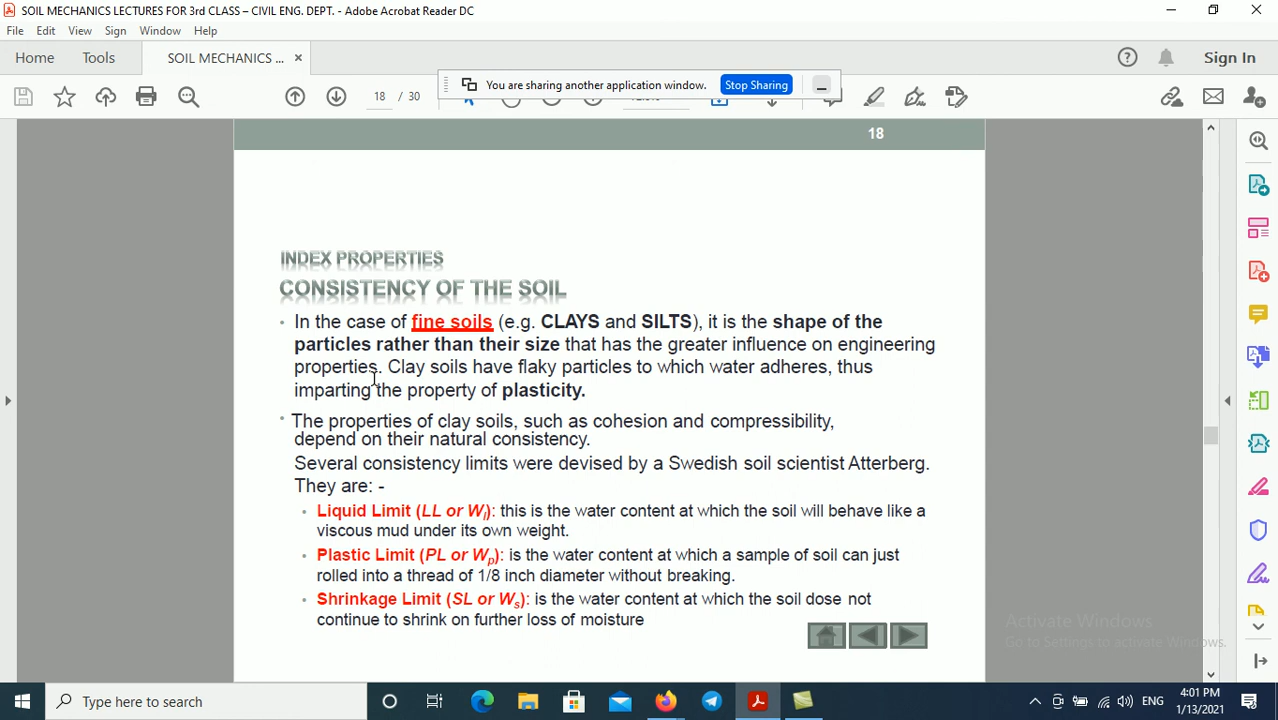 SOIL MECHANICS LECTURES FOR 3rd CLASS – CIVIL ENG. DEPT. - Adobe Acrobat Reader DC
File Edit View Sign Window Help
Home Tools SOIL MECHANICS ... × Sign In
You are sharing another application window. Stop Sharing
18 / 30
18
INDEX PROPERTIES
CONSISTENCY OF THE SOIL
• In the case of fine soils (e.g. CLAYS and SILTS), it is the shape of the
particles rather than their size that has the greater influence on engineering
properties. Clay soils have flaky particles to which water adheres, thus
imparting the property of plasticity.
• The properties of clay soils, such as cohesion and compressibility,
depend on their natural consistency.
Several consistency limits were devised by a Swedish soil scientist Atterberg.
They are: -
• Liquid Limit (LL or Wl): this is the water content at which the soil will behave like a
viscous mud under its own weight.
• Plastic Limit (PL or Wp): is the water content at which a sample of soil can just
rolled into a thread of 1/8 inch diameter without breaking.
• Shrinkage Limit (SL or Ws): is the water content at which the soil dose not
continue to shrink on further loss of moisture
Activate Windows
Go to Settings to activate Windows.
Type here to search
ENG
4:01 PM
1/13/2021